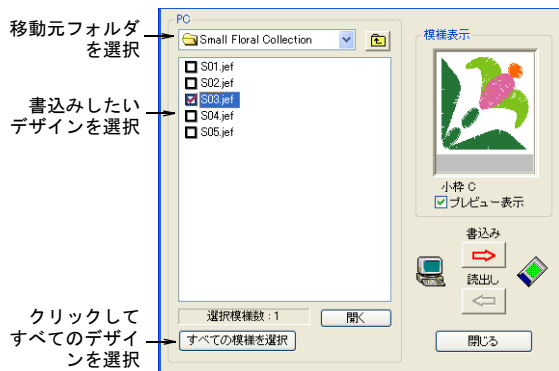 移動元フォルダ
を選択
書込みしたい
デザインを選択
クリックして
すべてのデザイ
ンを選択
PC
Small Floral Collection
S01.jef
S02.jef
S03.jef
S04.jef
S05.jef
選択模様数 : 1
開く
すべての模様を選択
模様表示
小枠 C
プレビュー表示
書込み
読出し
閉じる